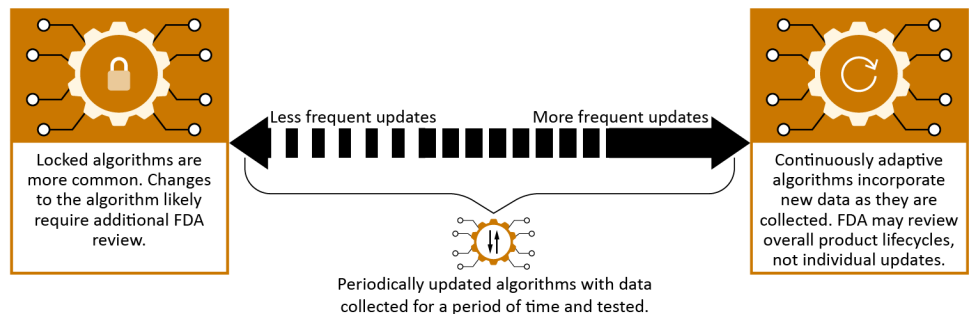 Less frequent updates
More frequent updates
Locked algorithms are
more common. Changes
to the algorithm likely
require additional FDA
review.
Continuously adaptive
algorithms incorporate
new data as they are
collected. FDA may review
overall product lifecycles,
not individual updates.
Periodically updated algorithms with data
collected for a period of time and tested.